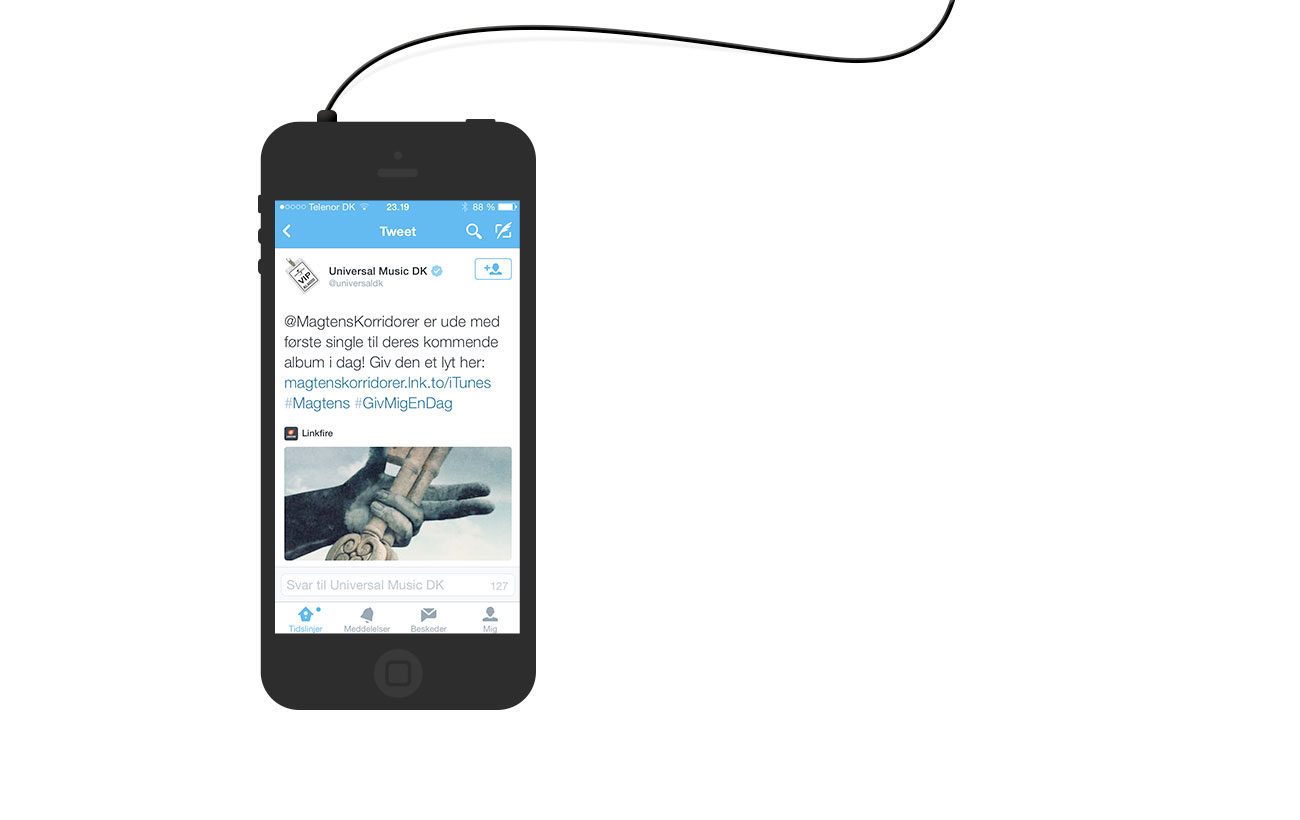 Telenor DK 23.19 88 %
Tweet
VIP
Universal Music DK
@universaldk
@MagtensKorridorer er ude med
første single til deres kommende
album i dag! Giv den et lyt her:
magtenskorridorer.lnk.to/iTunes
#Magtens #GivMigEnDag
Linkfire
Svar til Universal Music DK 127
Tidslinjer Meddelelser Beskeder Mig